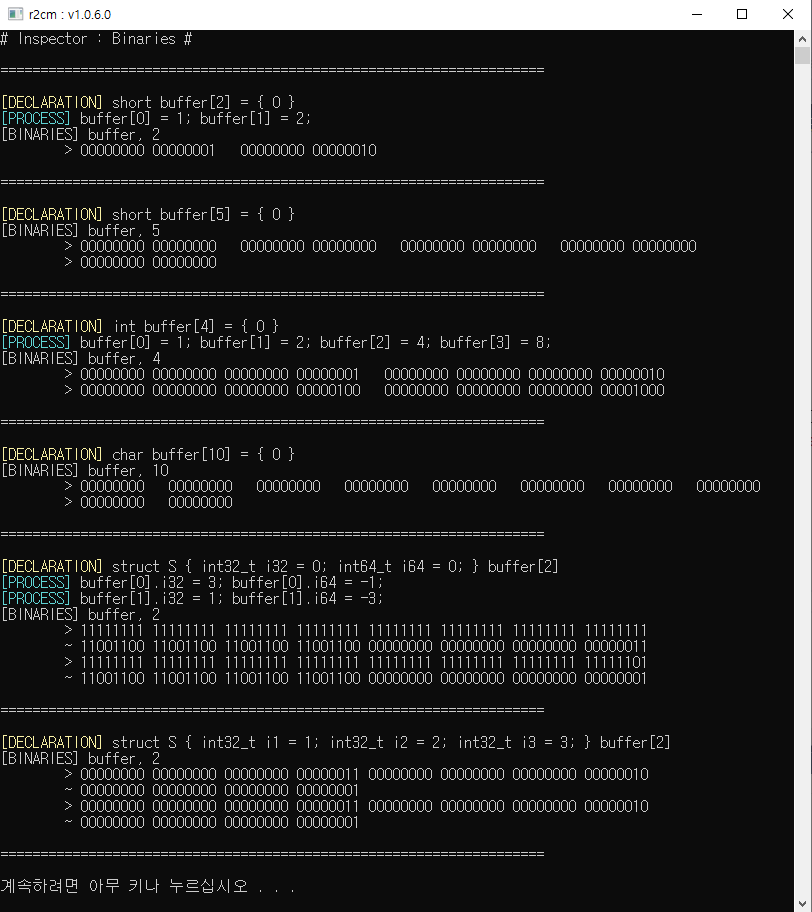 r2cm : v1.0.6.0
# Inspector : Binaries #
====================================================================
[DECLARATION] short buffer[2] = { 0 }
[PROCESS] buffer[0] = 1; buffer[1] = 2;
[BINARIES] buffer, 2
> 00000000 00000001   00000000 00000010
====================================================================
[DECLARATION] short buffer[5] = { 0 }
[BINARIES] buffer, 5
> 00000000 00000000   00000000 00000000   00000000 00000000   00000000 00000000
> 00000000 00000000
====================================================================
[DECLARATION] int buffer[4] = { 0 }
[PROCESS] buffer[0] = 1; buffer[1] = 2; buffer[2] = 4; buffer[3] = 8;
[BINARIES] buffer, 4
> 00000000 00000000 00000000 00000001   00000000 00000000 00000000 00000010
> 00000000 00000000 00000000 00000100   00000000 00000000 00000000 00001000
====================================================================
[DECLARATION] char buffer[10] = { 0 }
[BINARIES] buffer, 10
> 00000000   00000000   00000000   00000000   00000000   00000000   00000000   00000000
> 00000000   00000000
====================================================================
[DECLARATION] struct S { int32_t i32 = 0; int64_t i64 = 0; } buffer[2]
[PROCESS] buffer[0].i32 = 3; buffer[0].i64 = -1;
[PROCESS] buffer[1].i32 = 1; buffer[1].i64 = -3;
[BINARIES] buffer, 2
> 11111111 11111111 11111111 11111111 11111111 11111111 11111111 11111111
~ 11001100 11001100 11001100 11001100 00000000 00000000 00000000 00000011
> 11111111 11111111 11111111 11111111 11111111 11111111 11111111 11111101
~ 11001100 11001100 11001100 11001100 00000000 00000000 00000000 00000001
====================================================================
[DECLARATION] struct S { int32_t i1 = 1; int32_t i2 = 2; int32_t i3 = 3; } buffer[2]
[BINARIES] buffer, 2
> 00000000 00000000 00000000 00000011 00000000 00000000 00000000 00000010
~ 00000000 00000000 00000000 00000001
> 00000000 00000000 00000000 00000011 00000000 00000000 00000000 00000010
~ 00000000 00000000 00000000 00000001
====================================================================
계속하려면 아무 키나 누르십시오 . . .